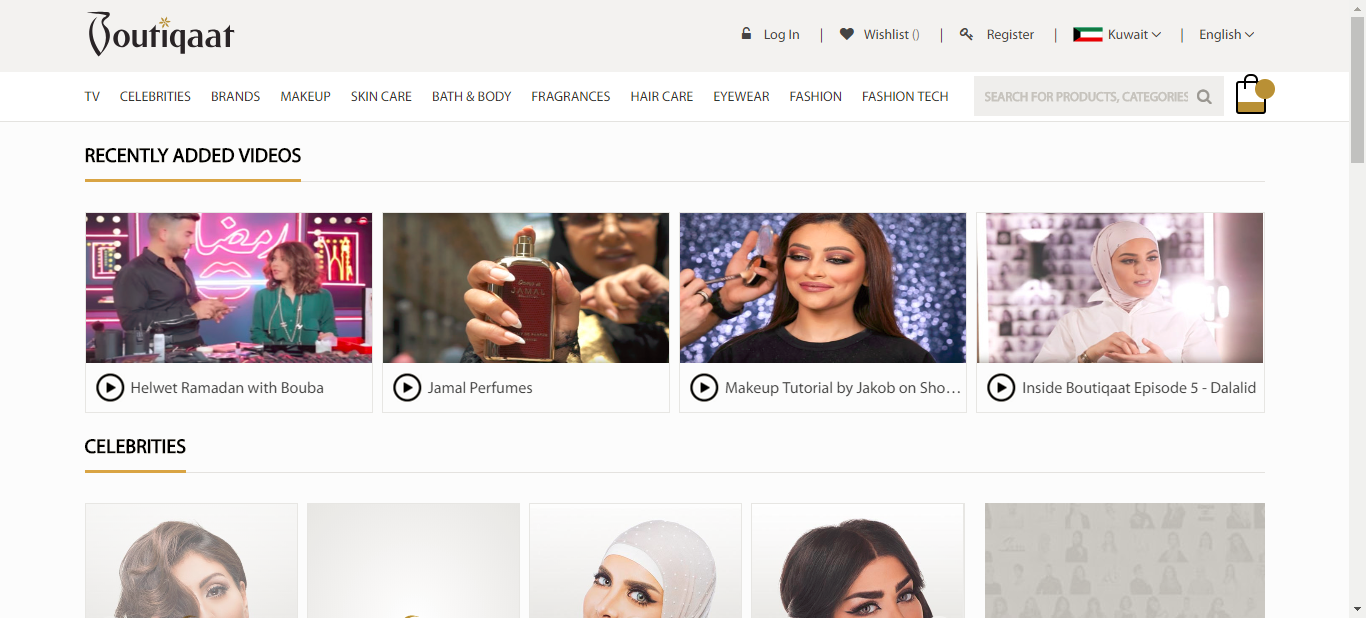 Boutiqaat
Log In | Wishlist () | Register | Kuwait | English
TV CELEBRITIES BRANDS MAKEUP SKIN CARE BATH & BODY FRAGRANCES HAIR CARE EYEWEAR FASHION FASHION TECH SEARCH FOR PRODUCTS, CATEGORIES
RECENTLY ADDED VIDEOS
رمضان
JAMAL
Helwet Ramadan with Bouba
Jamal Perfumes
Makeup Tutorial by Jakob on Sho...
Inside Boutiqaat Episode 5 - Dalalid
CELEBRITIES